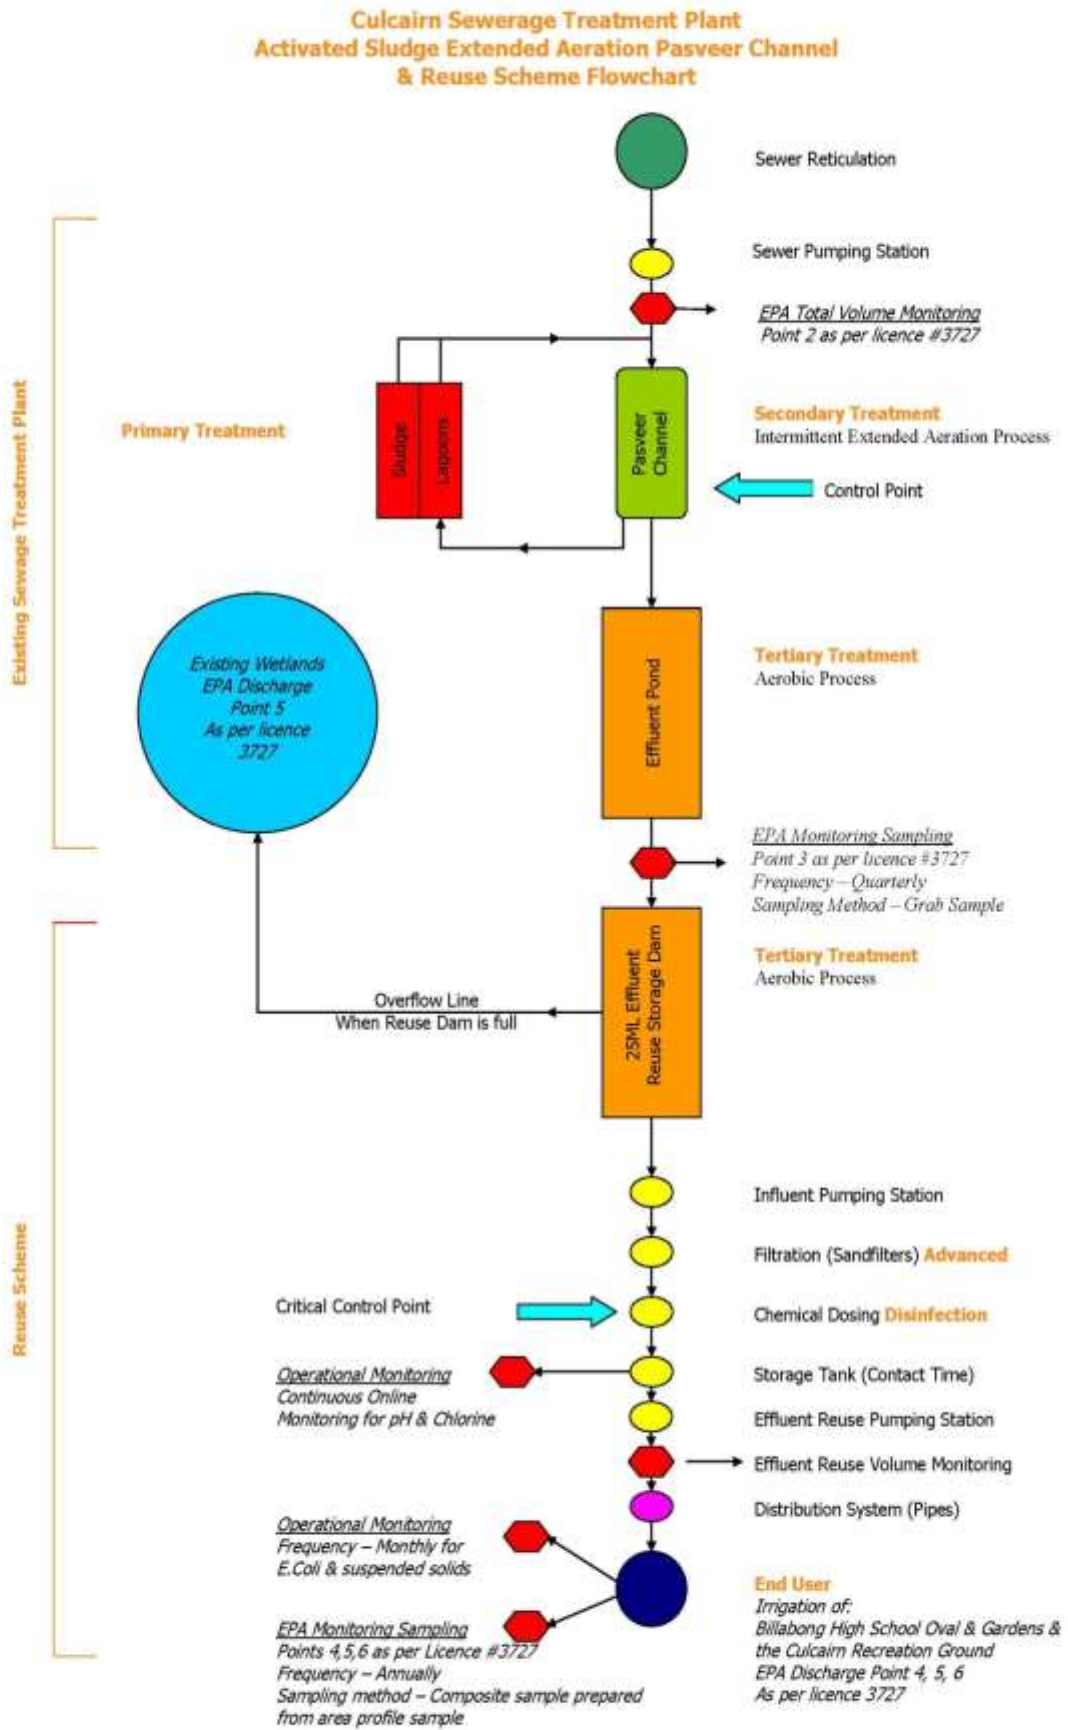 Culcairn Sewerage Treatment Plant
Activated Sludge Extended Aeration Pasveer Channel
& Reuse Scheme Flowchart
Sewer Reticulation
Sewer Pumping Station
EPA Total Volume Monitoring
Point 2 as per licence #3727
Existing Sewage Treatment Plant
Primary Treatment
Sludge
Lagoons
Pasveer
Channel
Secondary Treatment
Intermittent Extended Aeration Process
Control Point
Existing Wetlands
EPA Discharge
Point 5
As per licence
3727
Effluent Pond
Tertiary Treatment
Aerobic Process
EPA Monitoring Sampling
Point 3 as per licence #3727
Frequency – Quarterly
Sampling Method – Grab Sample
Overflow Line
When Reuse Dam is full
25ML Effluent
Reuse Storage Dam
Tertiary Treatment
Aerobic Process
Reuse Scheme
Influent Pumping Station
Filtration (Sandfilters) Advanced
Critical Control Point
Chemical Dosing Disinfection
Operational Monitoring
Continuous Online
Monitoring for pH & Chlorine
Storage Tank (Contact Time)
Effluent Reuse Pumping Station
Effluent Reuse Volume Monitoring
Distribution System (Pipes)
Operational Monitoring
Frequency – Monthly for
E.Coli & suspended solids
EPA Monitoring Sampling
Points 4,5,6 as per Licence #3727
Frequency – Annually
Sampling method – Composite sample prepared
from area profile sample
End User
Irrigation of:
Billabong High School Oval & Gardens &
the Culcairn Recreation Ground
EPA Discharge Point 4, 5, 6
As per licence 3727